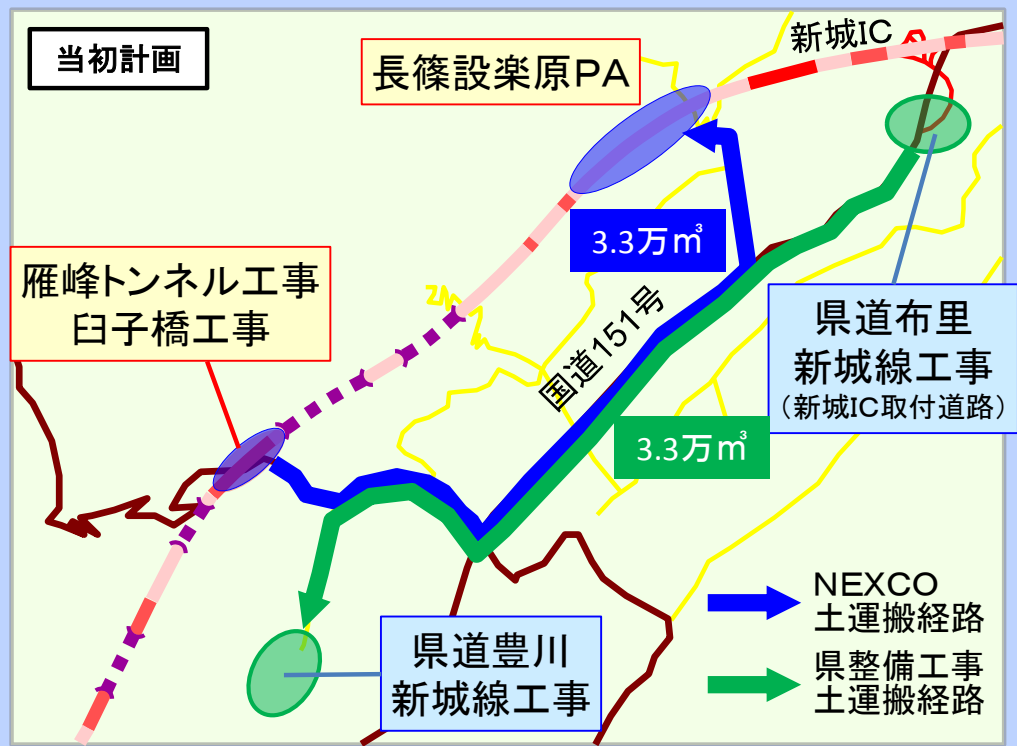 当初計画
新城IC
長篠設楽原PA
3.3万㎥
雁峰トンネル工事
臼子橋工事
国道151号
県道布里
新城線工事
（新城IC取付道路）
3.3万㎥
県道豊川
新城線工事
NEXCO
土運搬経路
県整備工事
土運搬経路